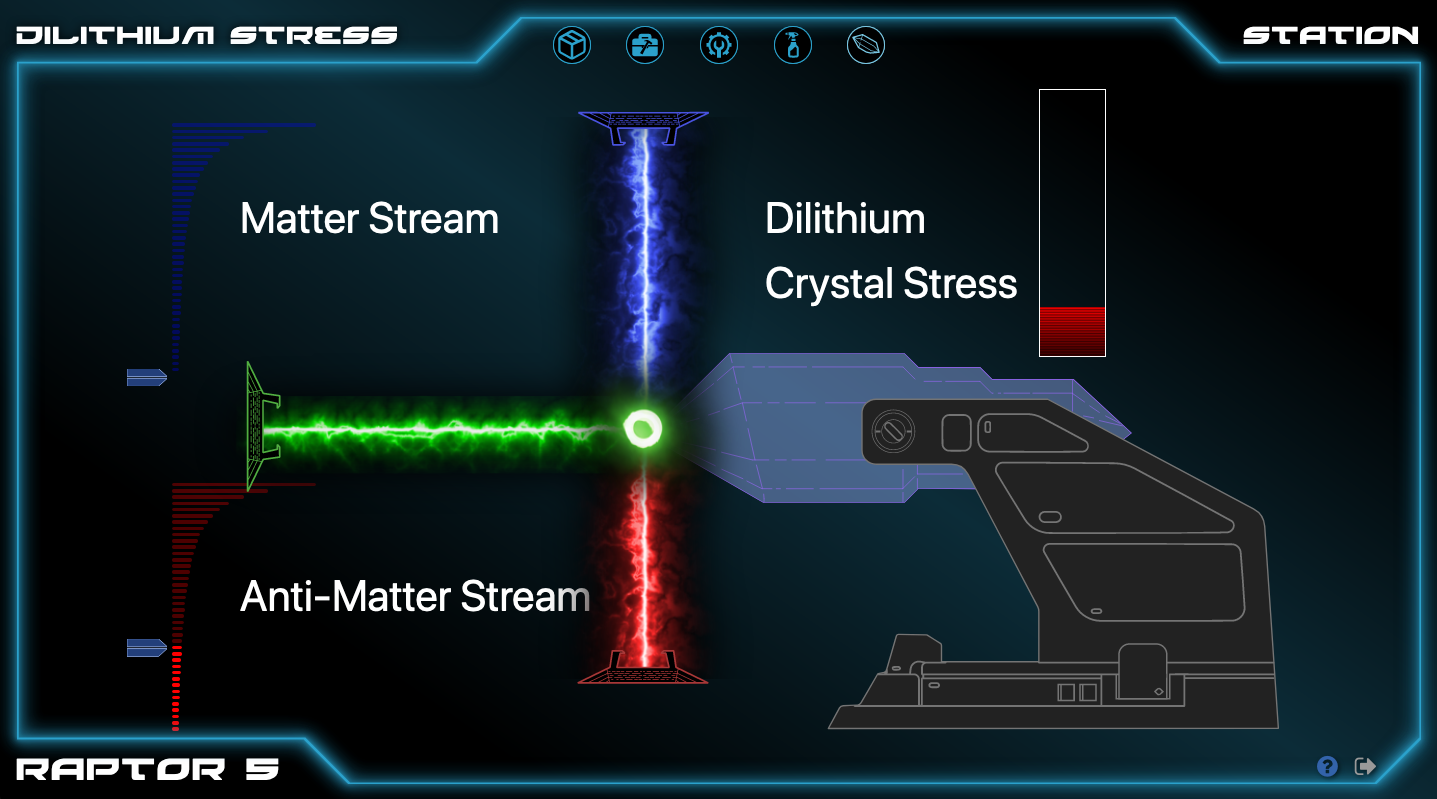 DILITHIUM STRESS
STATION
Matter Stream
Dilithium
Crystal Stress
Anti-Matter Stream
RAPTOR 5
?